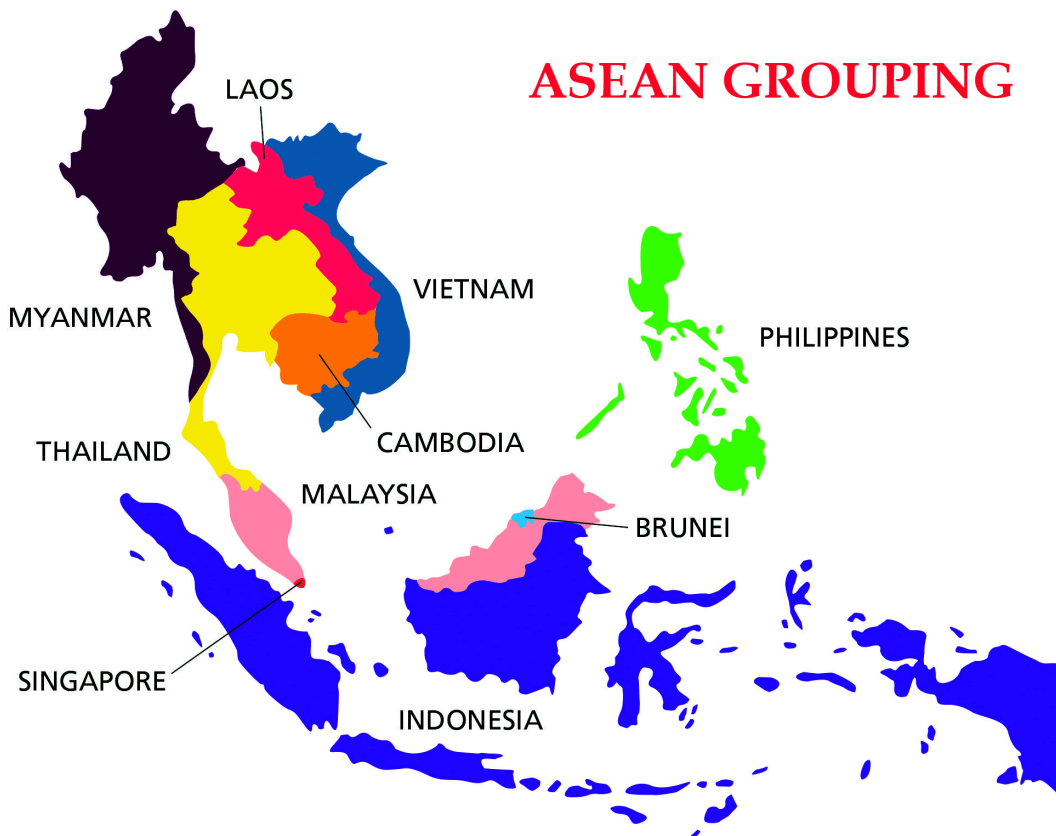 ASEAN GROUPING
LAOS
VIETNAM
MYANMAR
PHILIPPINES
CAMBODIA
THAILAND
MALAYSIA
BRUNEI
SINGAPORE
INDONESIA